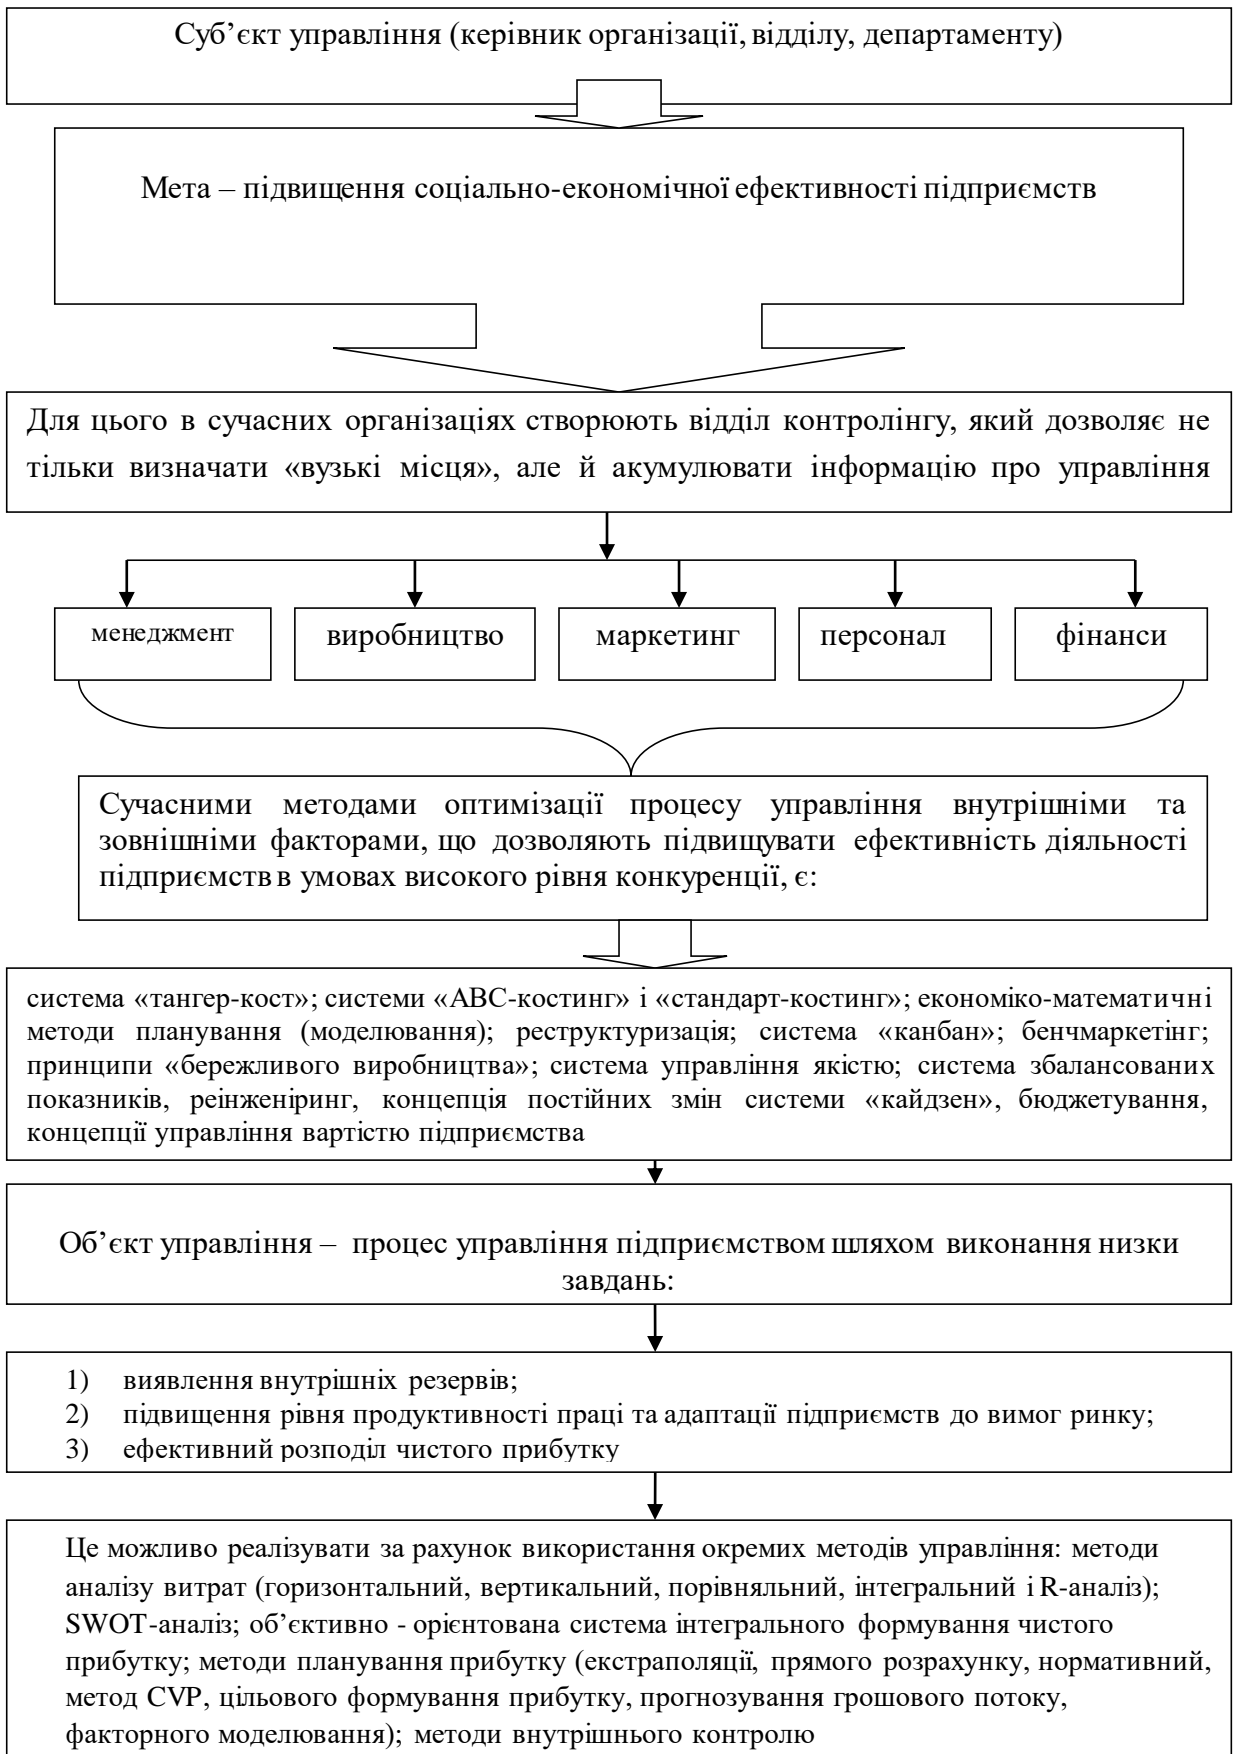 Суб’єкт управління (керівник організації, відділу, департаменту)
Мета – підвищення соціально-економічної ефективності підприємств
Для цього в сучасних організаціях створюють відділ контролінгу, який дозволяє не
тільки визначати «вузькі місця», але й акумулювати інформацію про управління
менеджмент
виробництво
маркетинг
персонал
фінанси
Сучасними методами оптимізації процесу управління внутрішніми та
зовнішніми факторами, що дозволяють підвищувати ефективність діяльності
підприємств в умовах високого рівня конкуренції, є:
система «тангер-кост»; системи «АВС-костинг» і «стандарт-костинг»; економіко-математичні
методи планування (моделювання); реструктуризація; система «канбан»; бенчмаркетінг;
принципи «бережливого виробництва»; система управління якістю; система збалансованих
показників, реінженіринг, концепція постійних змін системи «кайдзен», бюджетування,
концепції управління вартістю підприємства
Об’єкт управління – процес управління підприємством шляхом виконання низки
завдань:
1) виявлення внутрішніх резервів;
2) підвищення рівня продуктивності праці та адаптації підприємств до вимог ринку;
3) ефективний розподіл чистого прибутку
Це можливо реалізувати за рахунок використання окремих методів управління: методи
аналізу витрат (горизонтальний, вертикальний, порівняльний, інтегральний і R-аналіз);
SWOT-аналіз; об’єктивно - орієнтована система інтегрального формування чистого
прибутку; методи планування прибутку (екстраполяції, прямого розрахунку, нормативний,
метод CVP, цільового формування прибутку, прогнозування грошового потоку,
факторного моделювання); методи внутрішнього контролю